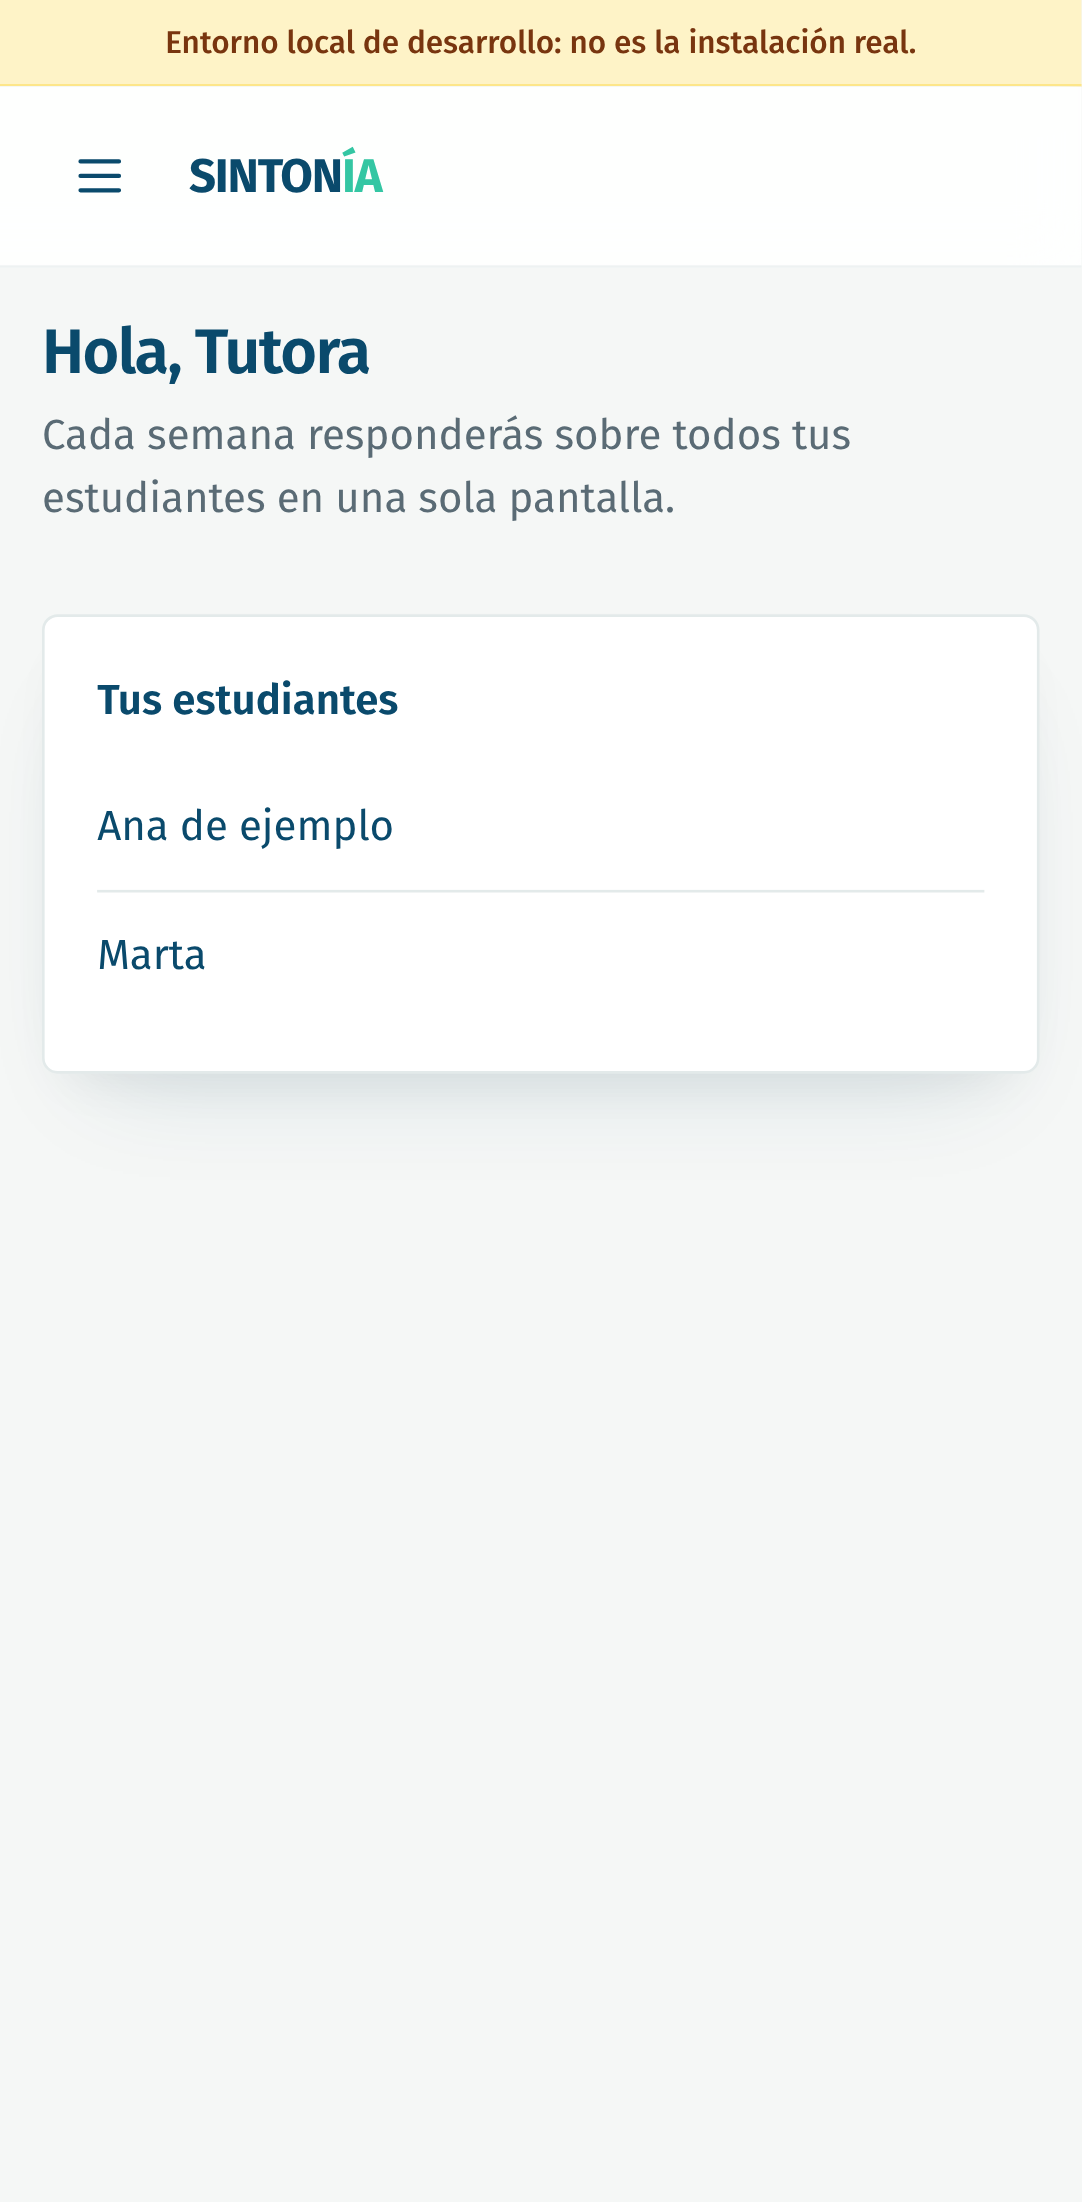 Entorno local de desarrollo: no es la instalación real.
SINTONÍA
Hola, Tutora
Cada semana responderás sobre todos tus
estudiantes en una sola pantalla.
Tus estudiantes
Ana de ejemplo
Marta